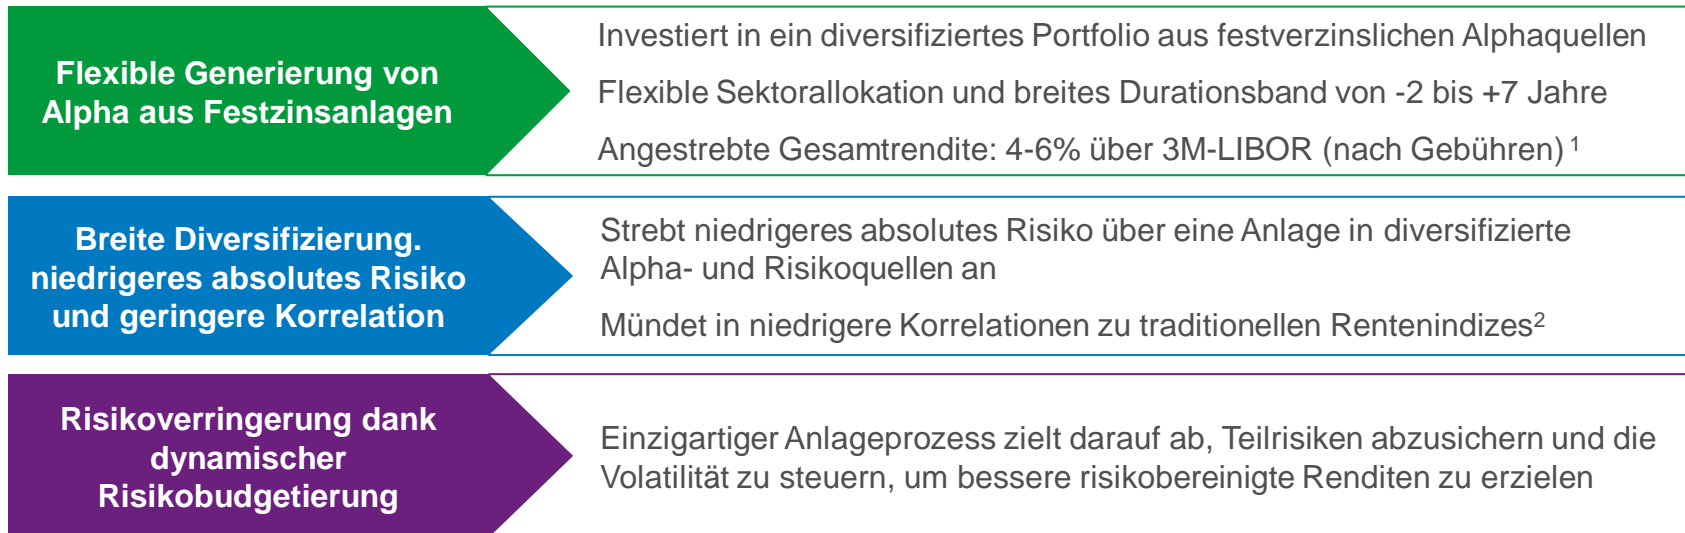 Flexible Generierung von
Alpha aus Festzinsanlagen
Investiert in ein diversifiziertes Portfolio aus festverzinslichen Alphaquellen
Flexible Sektorallokation und breites Durationsband von -2 bis +7 Jahre
Angestrebte Gesamtrendite: 4-6% über 3M-LIBOR (nach Gebühren) 1
Breite Diversifizierung.
niedrigeres absolutes Risiko
und geringere Korrelation
Strebt niedrigeres absolutes Risiko über eine Anlage in diversifizierte
Alpha- und Risikoquellen an
Mündet in niedrigere Korrelationen zu traditionellen Rentenindizes2
Risikoverringerung dank
dynamischer
Risikobudgetierung
Einzigartiger Anlageprozess zielt darauf ab, Teilrisiken abzusichern und die
Volatilität zu steuern, um bessere risikobereinigte Renditen zu erzielen